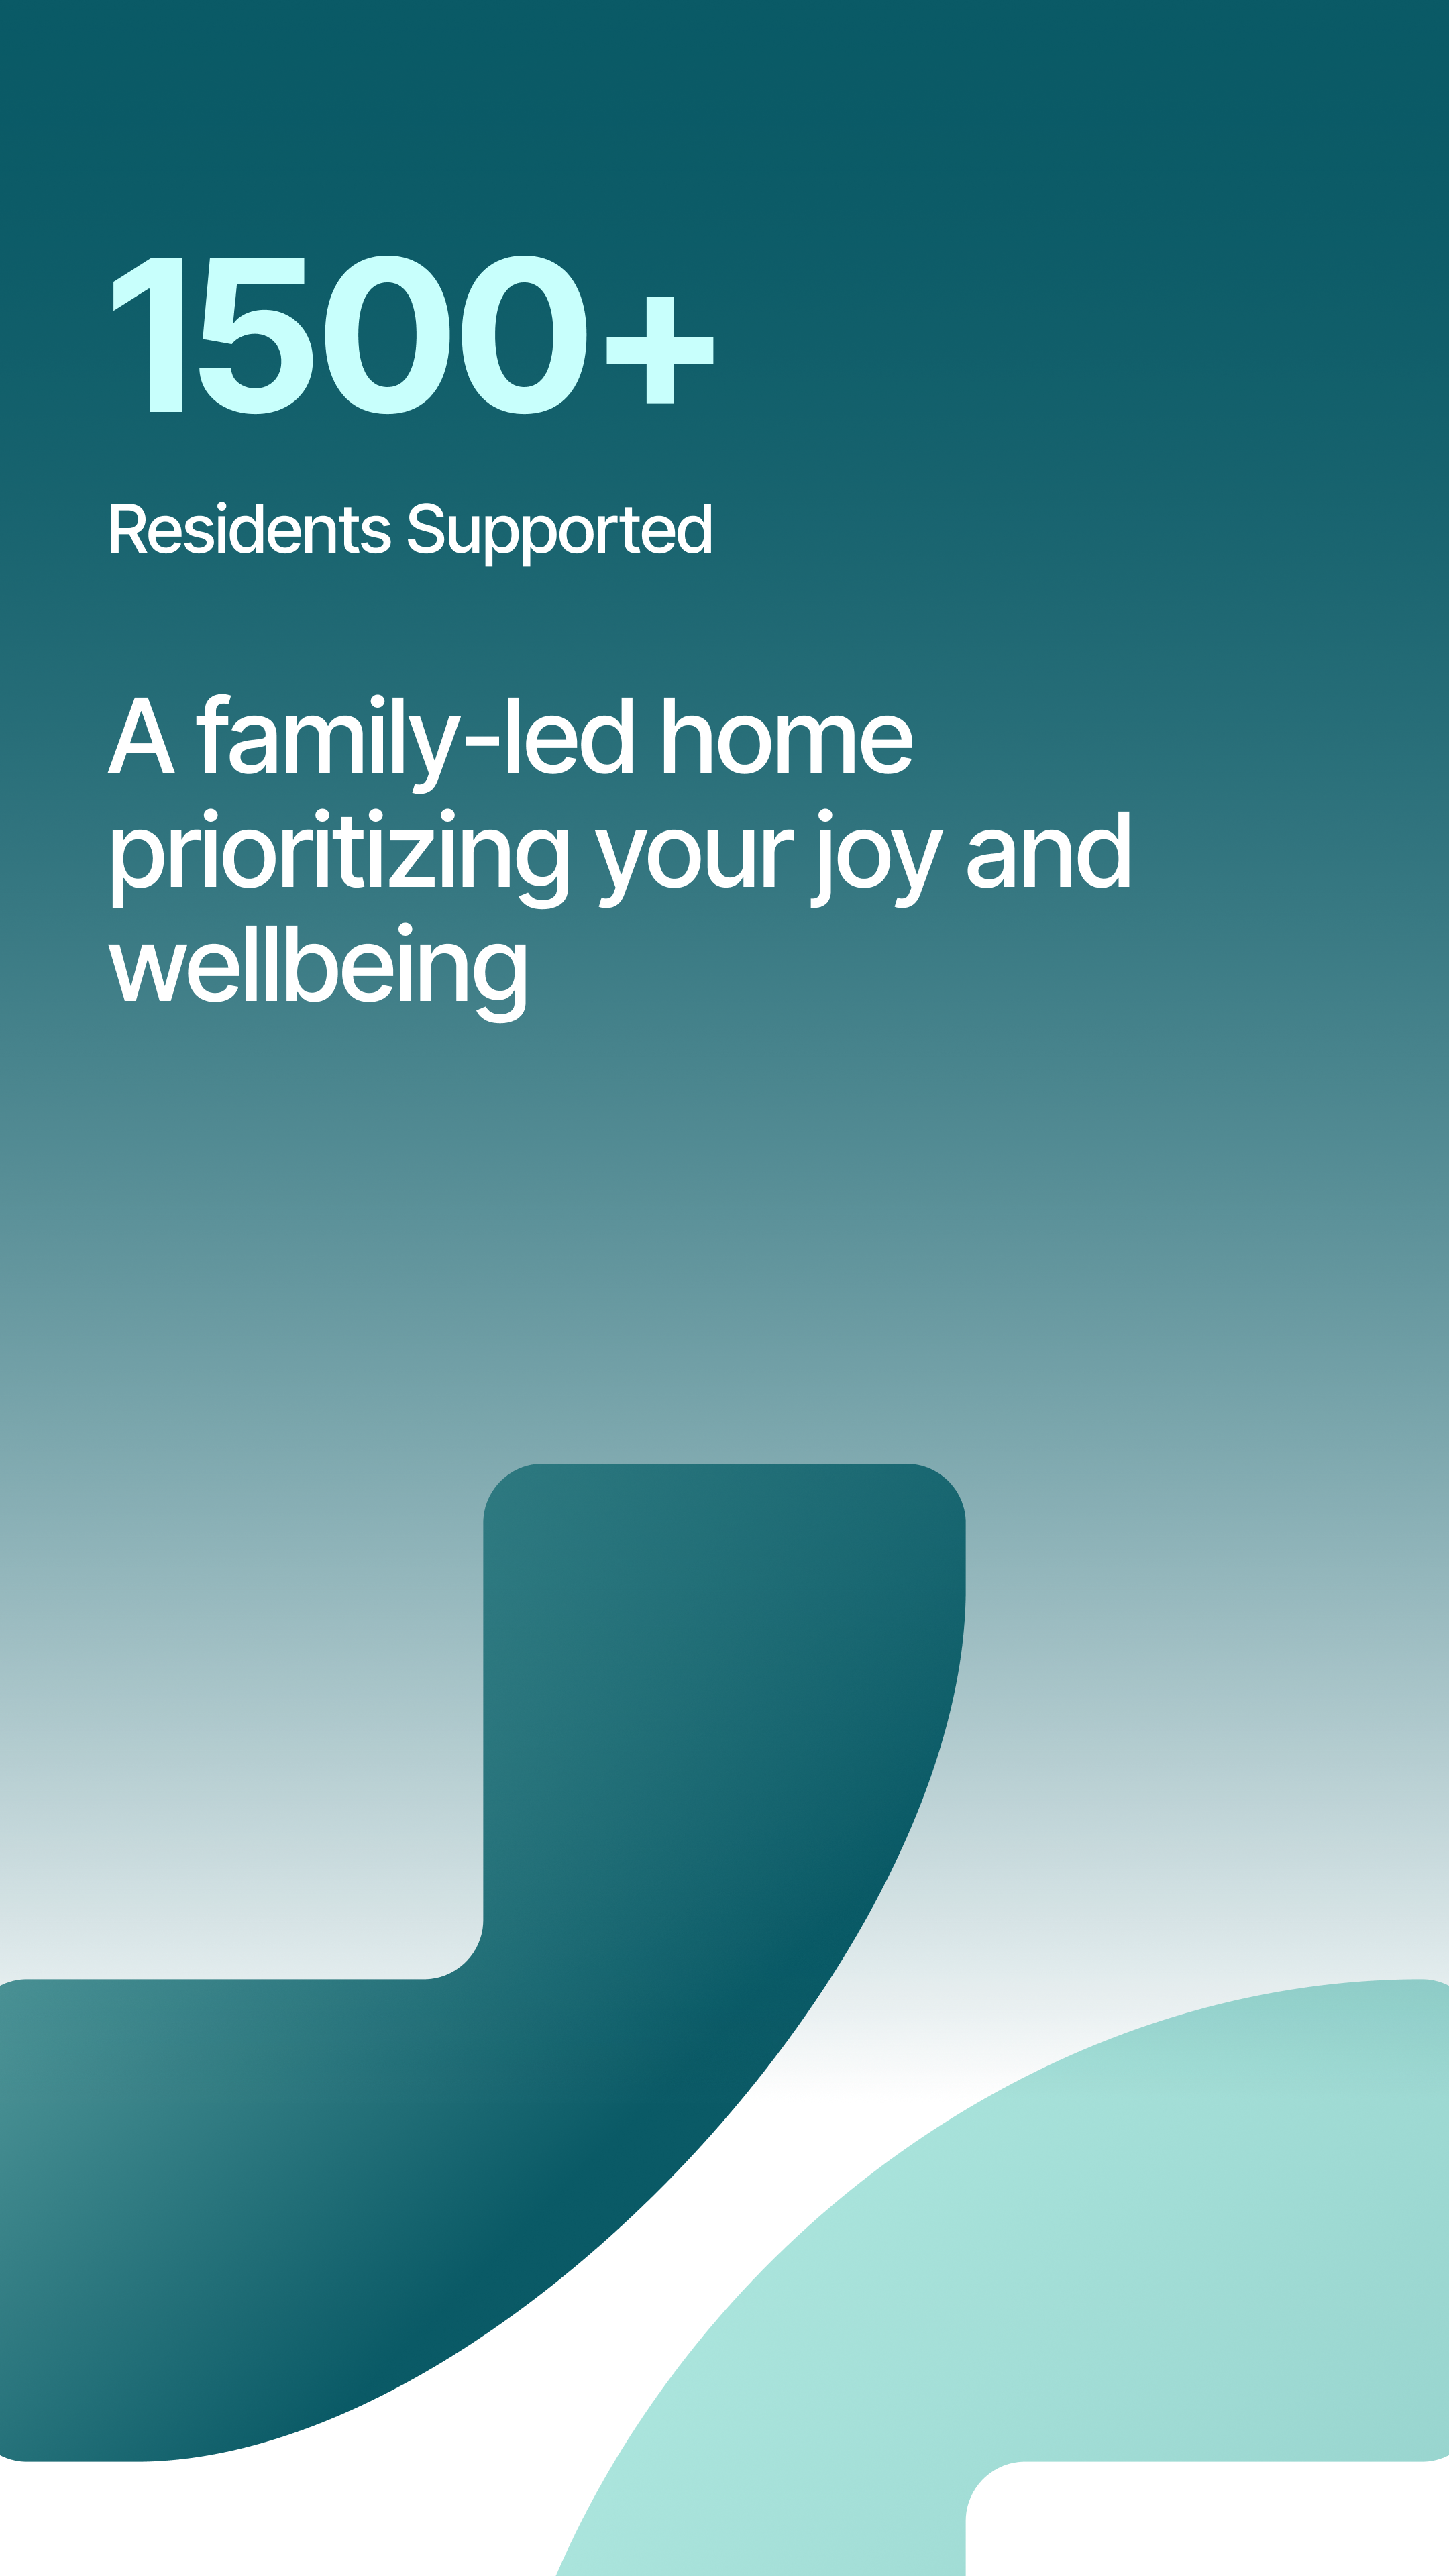 1500+
Residents Supported
A family-led home
prioritizing your joy and
wellbeing